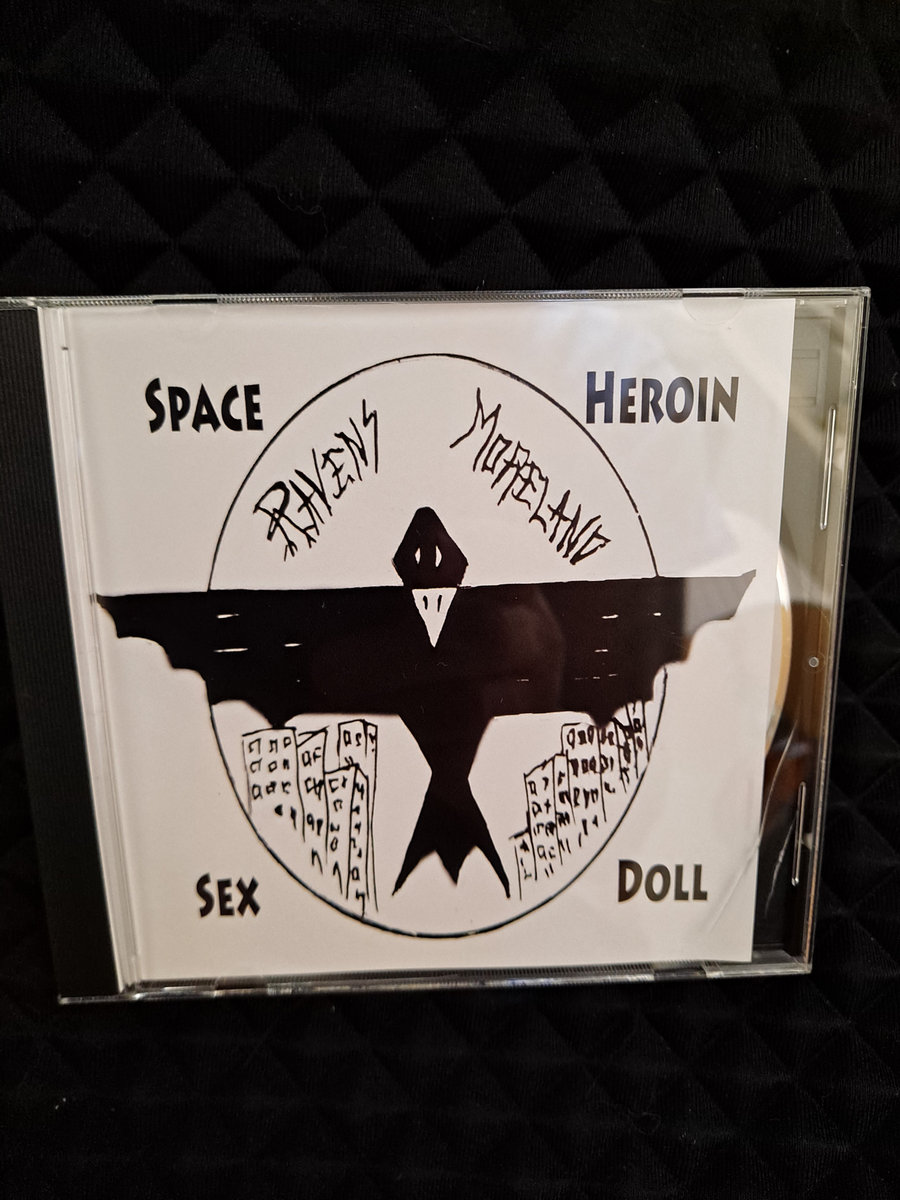 SPACE
HEROIN
RAVENS
MORELAND
SEX
DOLL